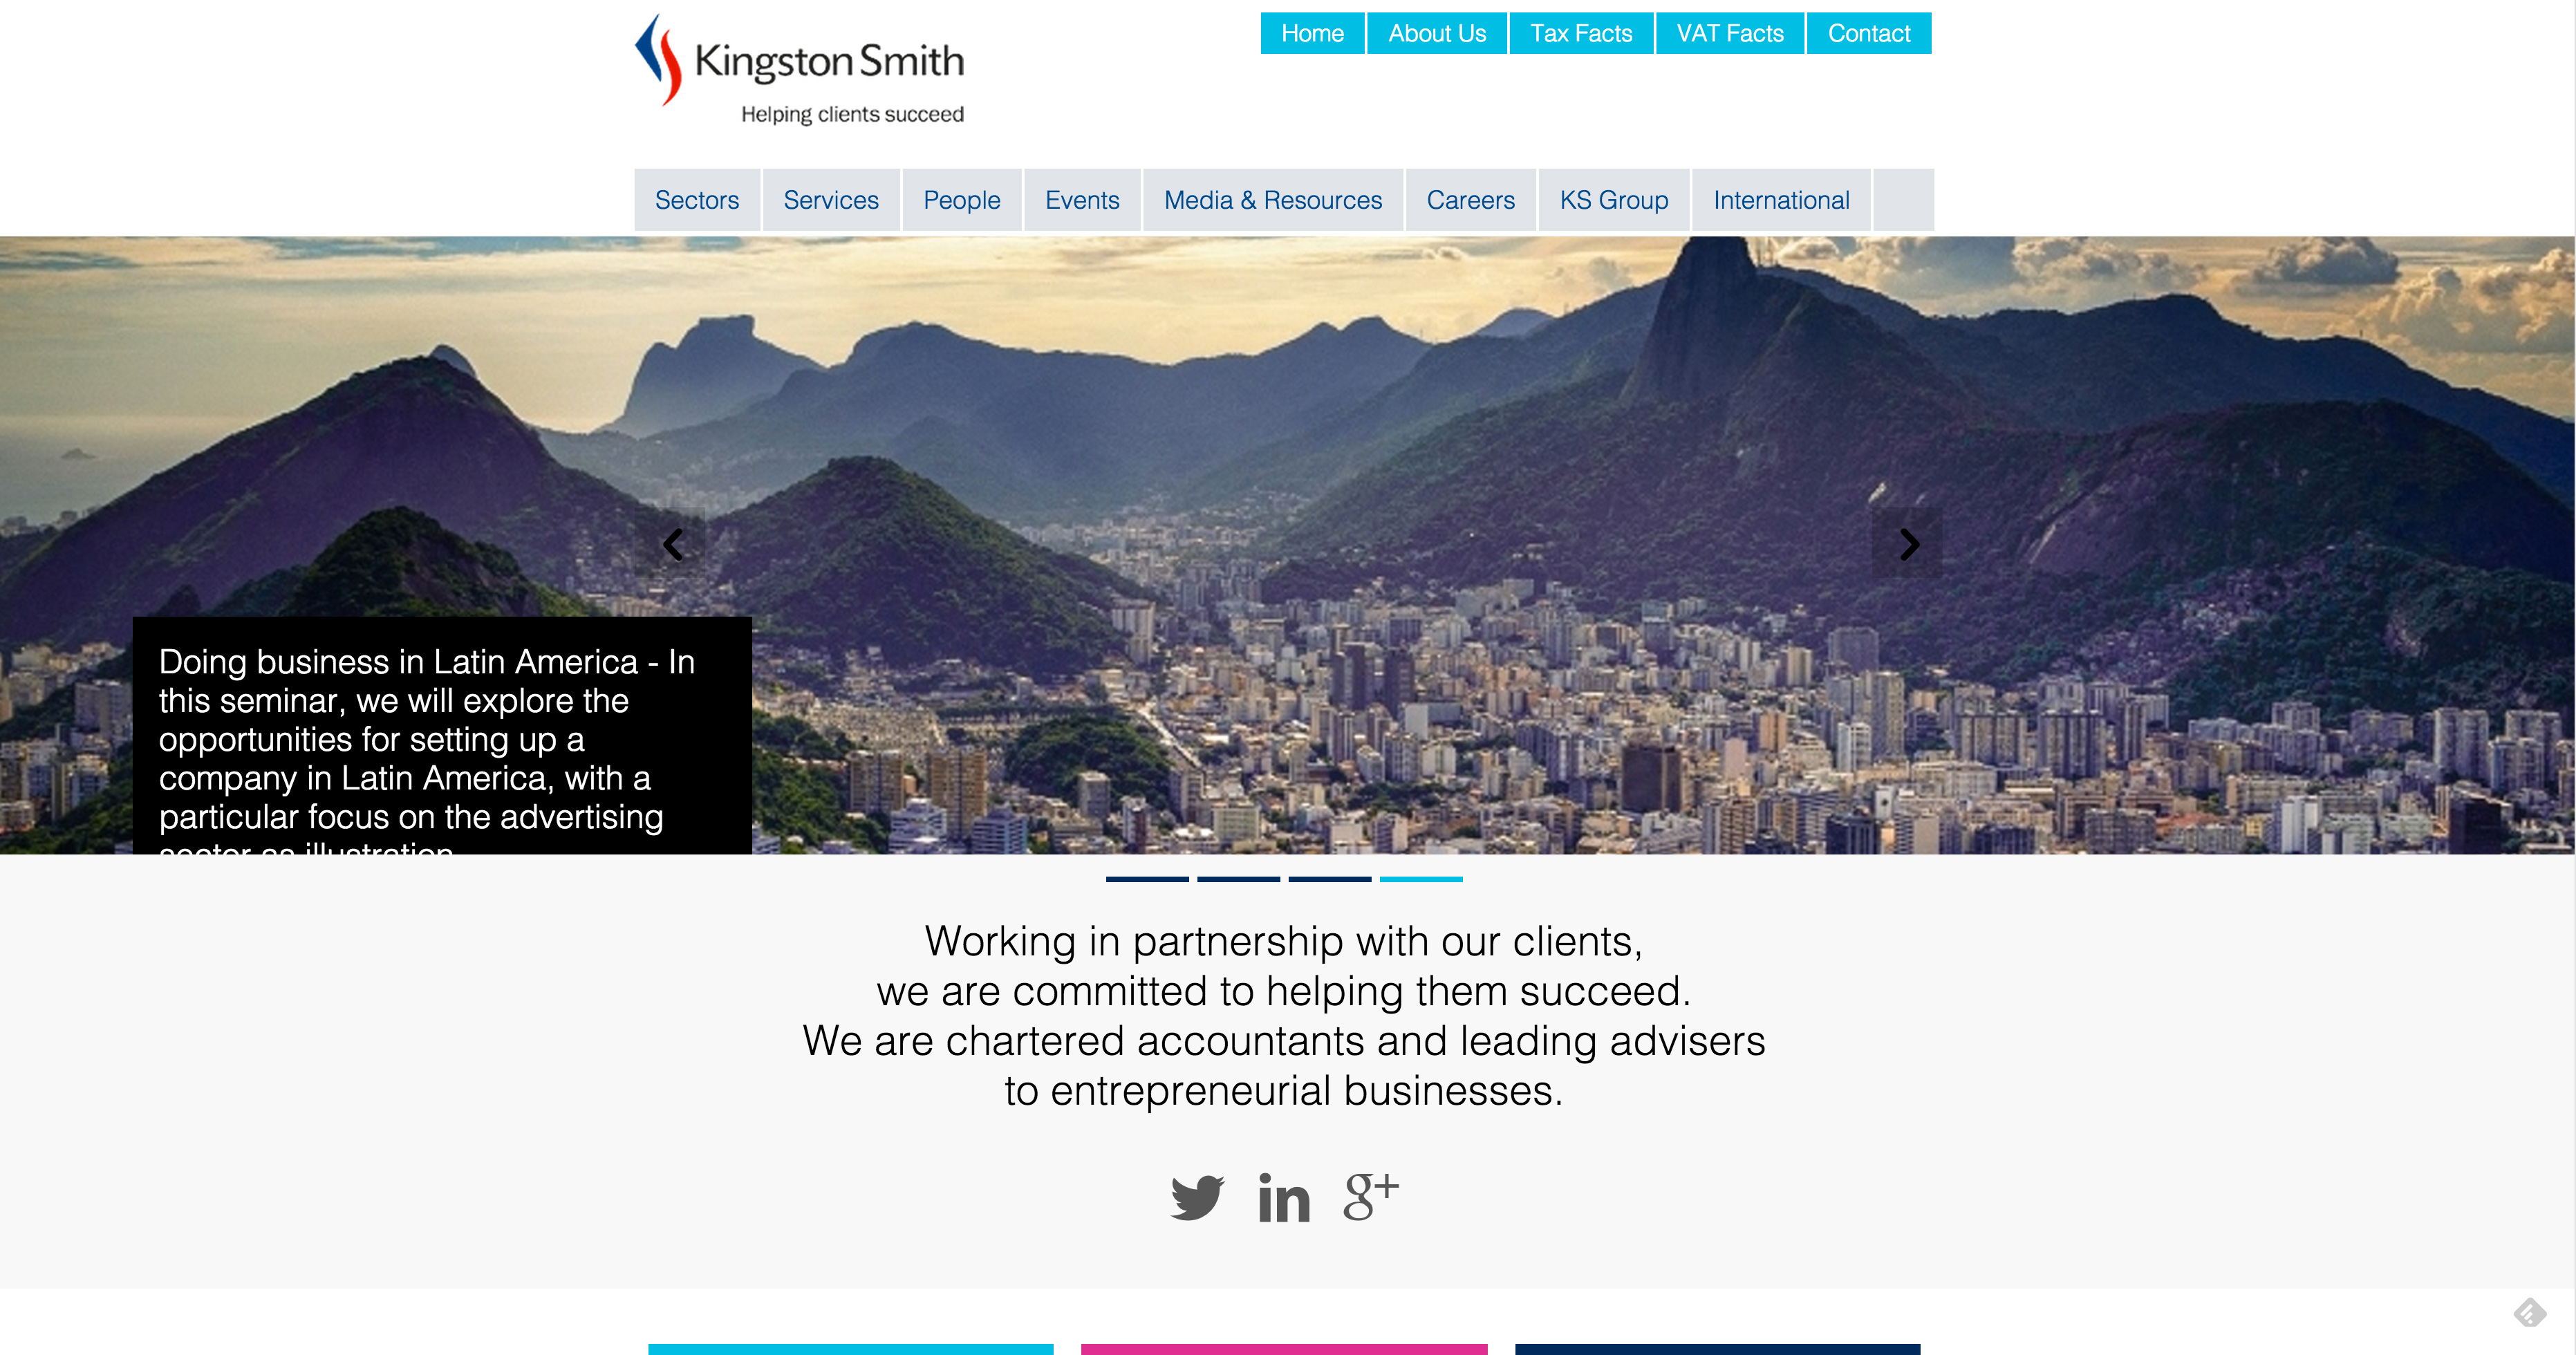 Kingston Smith
Helping clients succeed
Home
About Us
Tax Facts
VAT Facts
Contact
Sectors
Services
People
Events
Media & Resources
Careers
KS Group
International
Doing business in Latin America - In
this seminar, we will explore the
opportunities for setting up a
company in Latin America, with a
particular focus on the advertising
sector as illustration
Working in partnership with our clients,
we are committed to helping them succeed.
We are chartered accountants and leading advisers
to entrepreneurial businesses.
in
g+